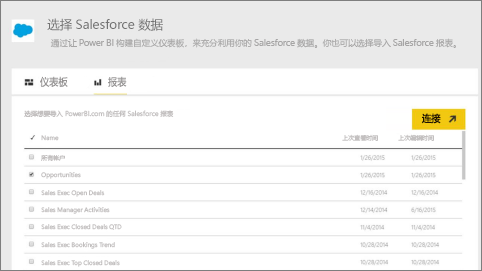 选择 Salesforce 数据
通过让 Power BI 构建自定义仪表板，来充分利用你的 Salesforce 数据。你也可以选择导入 Salesforce 报表。
仪表板 报表
选择想要导入 PowerBI.com 的任何 Salesforce 报表
连接
Name 上次查看时间 上次编辑时间
所有帐户 1/26/2015 1/26/2015
Opportunities 1/26/2015 1/26/2015
Sales Exec Open Deals 12/16/2014 12/16/2014
Sales Manager Activities 12/14/2014 6/16/2015
Sales Exec Closed Deals QTD 11/4/2014 11/4/2014
Sales Exec Bookings Trend 10/28/2014 10/28/2014
Sales Exec Top Closed Deals 10/28/2014 10/28/2014